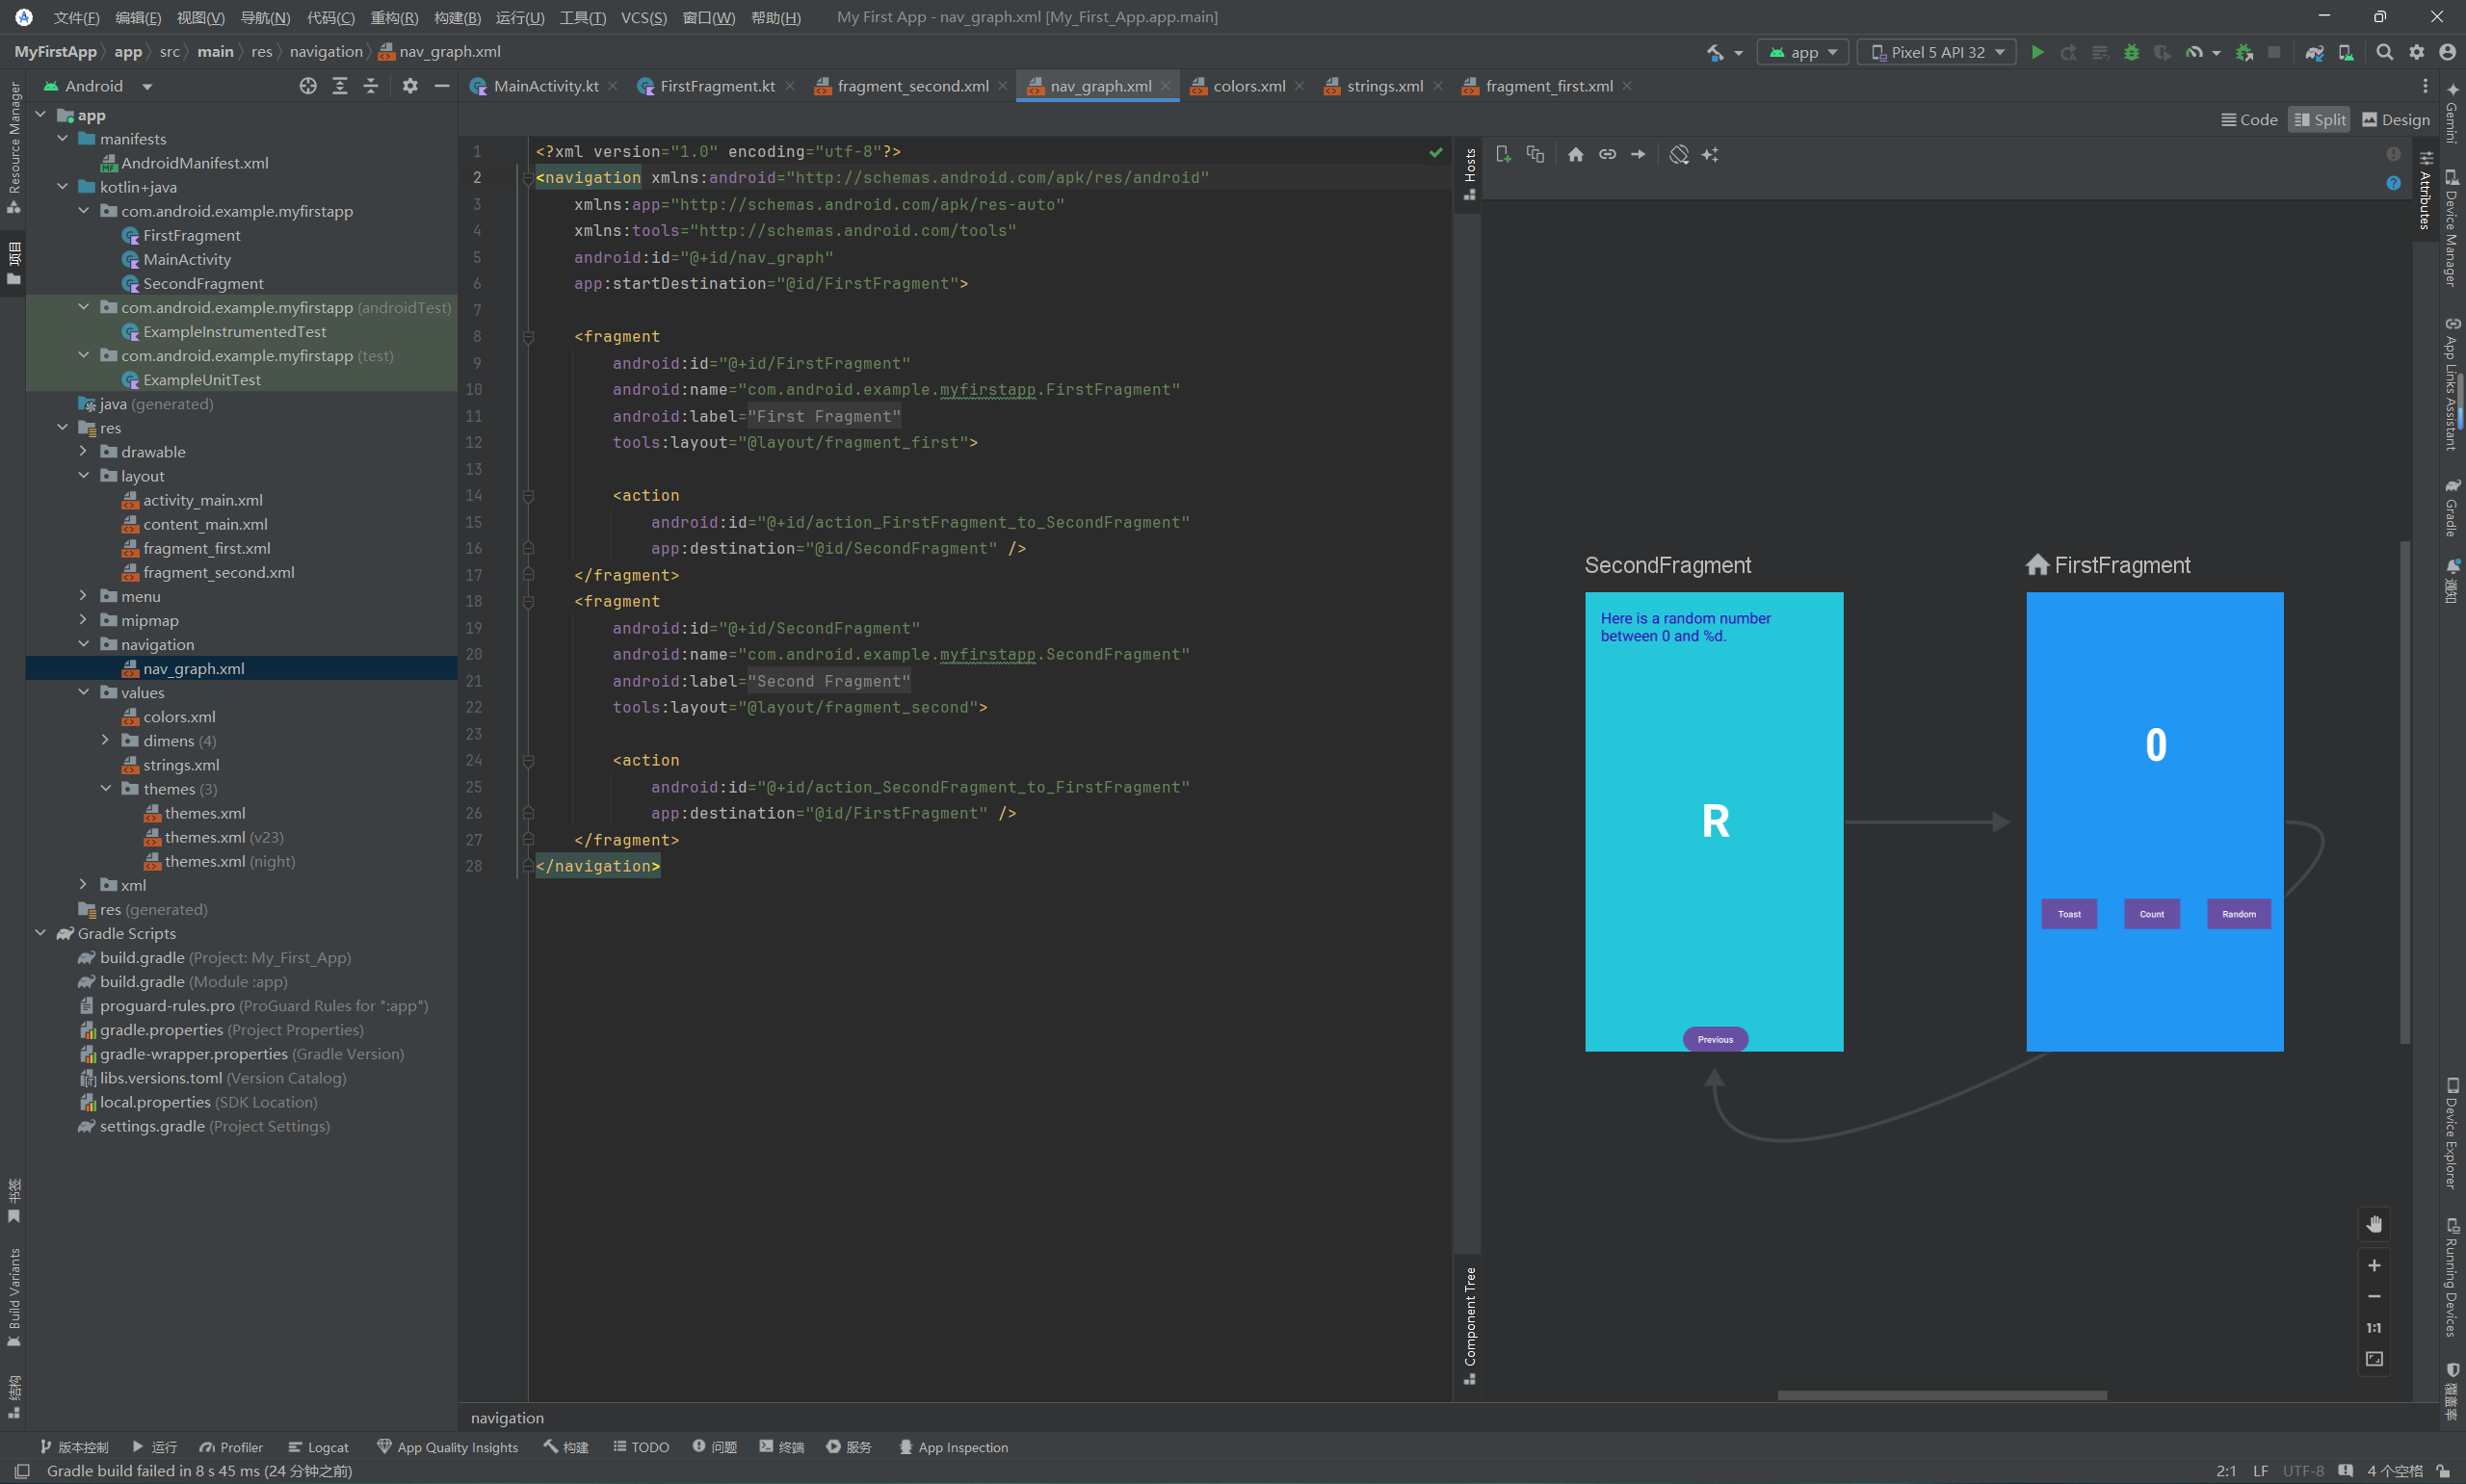 文件(F) 编辑(E) 视图(V) 导航(N) 代码(C) 重构(R) 构建(B) 运行(U) 工具(T) VCS(S) 窗口(W) 帮助(H) My First App - nav_graph.xml [My_First_App.app.main]
MyFirstApp app src main res navigation nav_graph.xml app Pixel 5 API 32
Android
MainActivity.kt FirstFragment.kt fragment_second.xml nav_graph.xml colors.xml strings.xml fragment_first.xml
Code Split Design
Resource Manager
项目
书签
Build Variants
结构
app
manifests
AndroidManifest.xml
kotlin+java
com.android.example.myfirstapp
FirstFragment
MainActivity
SecondFragment
com.android.example.myfirstapp (androidTest)
ExampleInstrumentedTest
com.android.example.myfirstapp (test)
ExampleUnitTest
java (generated)
res
drawable
layout
activity_main.xml
content_main.xml
fragment_first.xml
fragment_second.xml
menu
mipmap
navigation
nav_graph.xml
values
colors.xml
dimens (4)
strings.xml
themes (3)
themes.xml
themes.xml (v23)
themes.xml (night)
xml
res (generated)
Gradle Scripts
build.gradle (Project: My_First_App)
build.gradle (Module :app)
proguard-rules.pro (ProGuard Rules for ":app")
gradle.properties (Project Properties)
gradle-wrapper.properties (Gradle Version)
libs.versions.toml (Version Catalog)
local.properties (SDK Location)
settings.gradle (Project Settings)
1 <?xml version="1.0" encoding="utf-8"?>
2 <navigation xmlns:android="http://schemas.android.com/apk/res/android"
3 xmlns:app="http://schemas.android.com/apk/res-auto"
4 xmlns:tools="http://schemas.android.com/tools"
5 android:id="@+id/nav_graph"
6 app:startDestination="@id/FirstFragment">
7
8 <fragment
9 android:id="@+id/FirstFragment"
10 android:name="com.android.example.myfirstapp.FirstFragment"
11 android:label="First Fragment"
12 tools:layout="@layout/fragment_first">
13
14 <action
15 android:id="@+id/action_FirstFragment_to_SecondFragment"
16 app:destination="@id/SecondFragment" />
17 </fragment>
18 <fragment
19 android:id="@+id/SecondFragment"
20 android:name="com.android.example.myfirstapp.SecondFragment"
21 android:label="Second Fragment"
22 tools:layout="@layout/fragment_second">
23
24 <action
25 android:id="@+id/action_SecondFragment_to_FirstFragment"
26 app:destination="@id/FirstFragment" />
27 </fragment>
28 </navigation>
navigation
Hosts
Component Tree
SecondFragment
Here is a random number
between 0 and %d.
R
Previous
FirstFragment
0
Toast Count Random
1:1
Attributes
Gemini
Device Manager
App Links Assistant
Gradle
通知
Device Explorer
Running Devices
覆盖率
版本控制 运行 Profiler Logcat App Quality Insights 构建 TODO 问题 终端 服务 App Inspection
Gradle build failed in 8 s 45 ms (24 分钟之前) 2:1 LF UTF-8 4 个空格